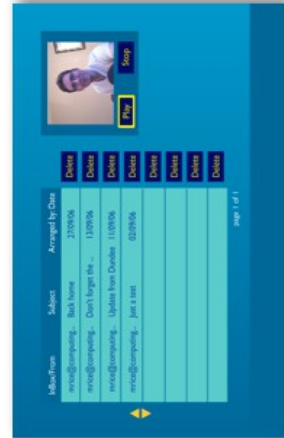 Inbox/From Subject Arranged by Date
mrice@computing... Back home 27/09/06 Delete
mrice@computing... Don't forget the ... 13/09/06 Delete
mrice@computing... Update from Dundee 11/09/06 Delete
mrice@computing... Just a test 02/09/06 Delete
Delete
Delete
Delete
Delete
page 1 of 1
Play Stop